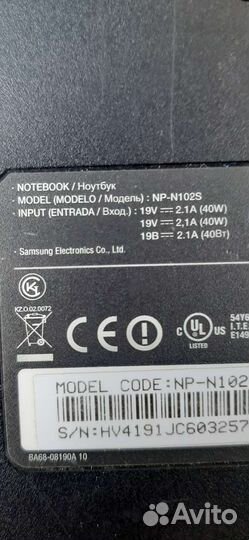 · NOTEBOOK / Ноутбук
· MODEL (MODELO / Модель) : NP-N102S
· INPUT (ENTRADA / Вход.) : 19V ⎓ 2.1A (40W)
19V ⎓ 2,1A (40W)
19В ⎓ 2.1A (40Вт)
· Samsung Electronics Co., Ltd.
KZ.O.02.0072
CE
C UL US
LISTED
I.T.E
E149
MODEL CODE:NP-N102
S/N:HV4191JC603257
BA68-08190A 10
Avito